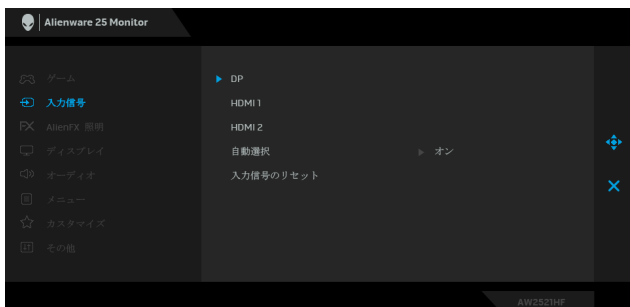 Alienware 25 Monitor
ゲーム
入力信号
AlienFX 照明
ディスプレイ
オーディオ
メニュー
カスタマイズ
その他
DP
HDMI 1
HDMI 2
自動選択 オン
入力信号のリセット
AW2521HF